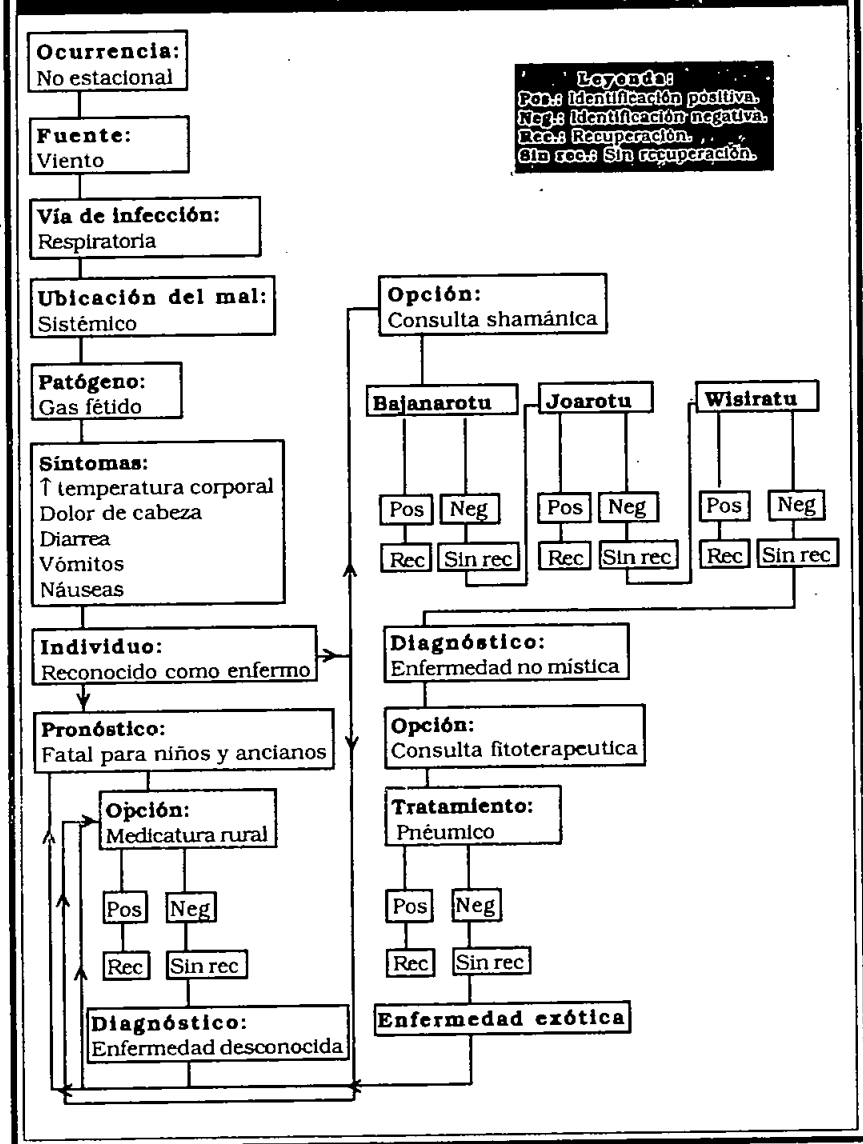 Ocurrencia:
No estacional
Leyenda:
Pos.: Identificación positiva.
Neg.: Identificación negativa.
Rec.: Recuperación.
Sin rec.: Sin recuperación.
Fuente:
Viento
Vía de infección:
Respiratoria
Ubicación del mal:
Sistémico
Patógeno:
Gas fétido
Síntomas:
↑ temperatura corporal
Dolor de cabeza
Diarrea
Vómitos
Náuseas
Individuo:
Reconocido como enfermo
Pronóstico:
Fatal para niños y ancianos
Opción:
Medicatura rural
Pos
Neg
Rec
Sin rec
Diagnóstico:
Enfermedad desconocida
Opción:
Consulta shamánica
Bajanarotu
Joarotu
Wisiratu
Pos
Neg
Pos
Neg
Pos
Neg
Rec
Sin rec
Rec
Sin rec
Rec
Sin rec
Diagnóstico:
Enfermedad no mística
Opción:
Consulta fitoterapeutica
Tratamiento:
Pnéumico
Pos
Neg
Rec
Sin rec
Enfermedad exótica